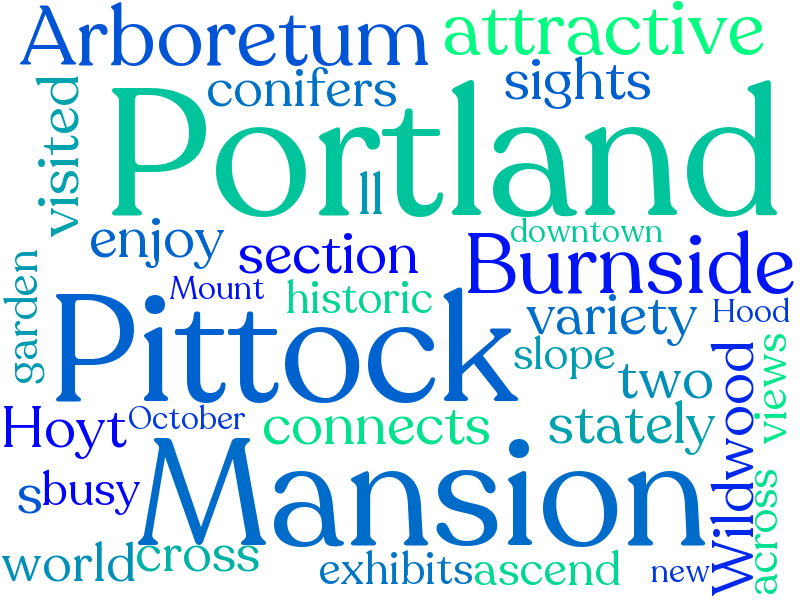 Arboretum
attractive
conifers
sights
visited
Portland
ll
enjoy
downtown
section
Burnside
garden
Mount
historic
variety
Hood
Pittock
slope
two
views
Wildwood
Hoyt
October
connects
stately
Mansion
s
busy
across
world
cross
exhibits
ascend
new